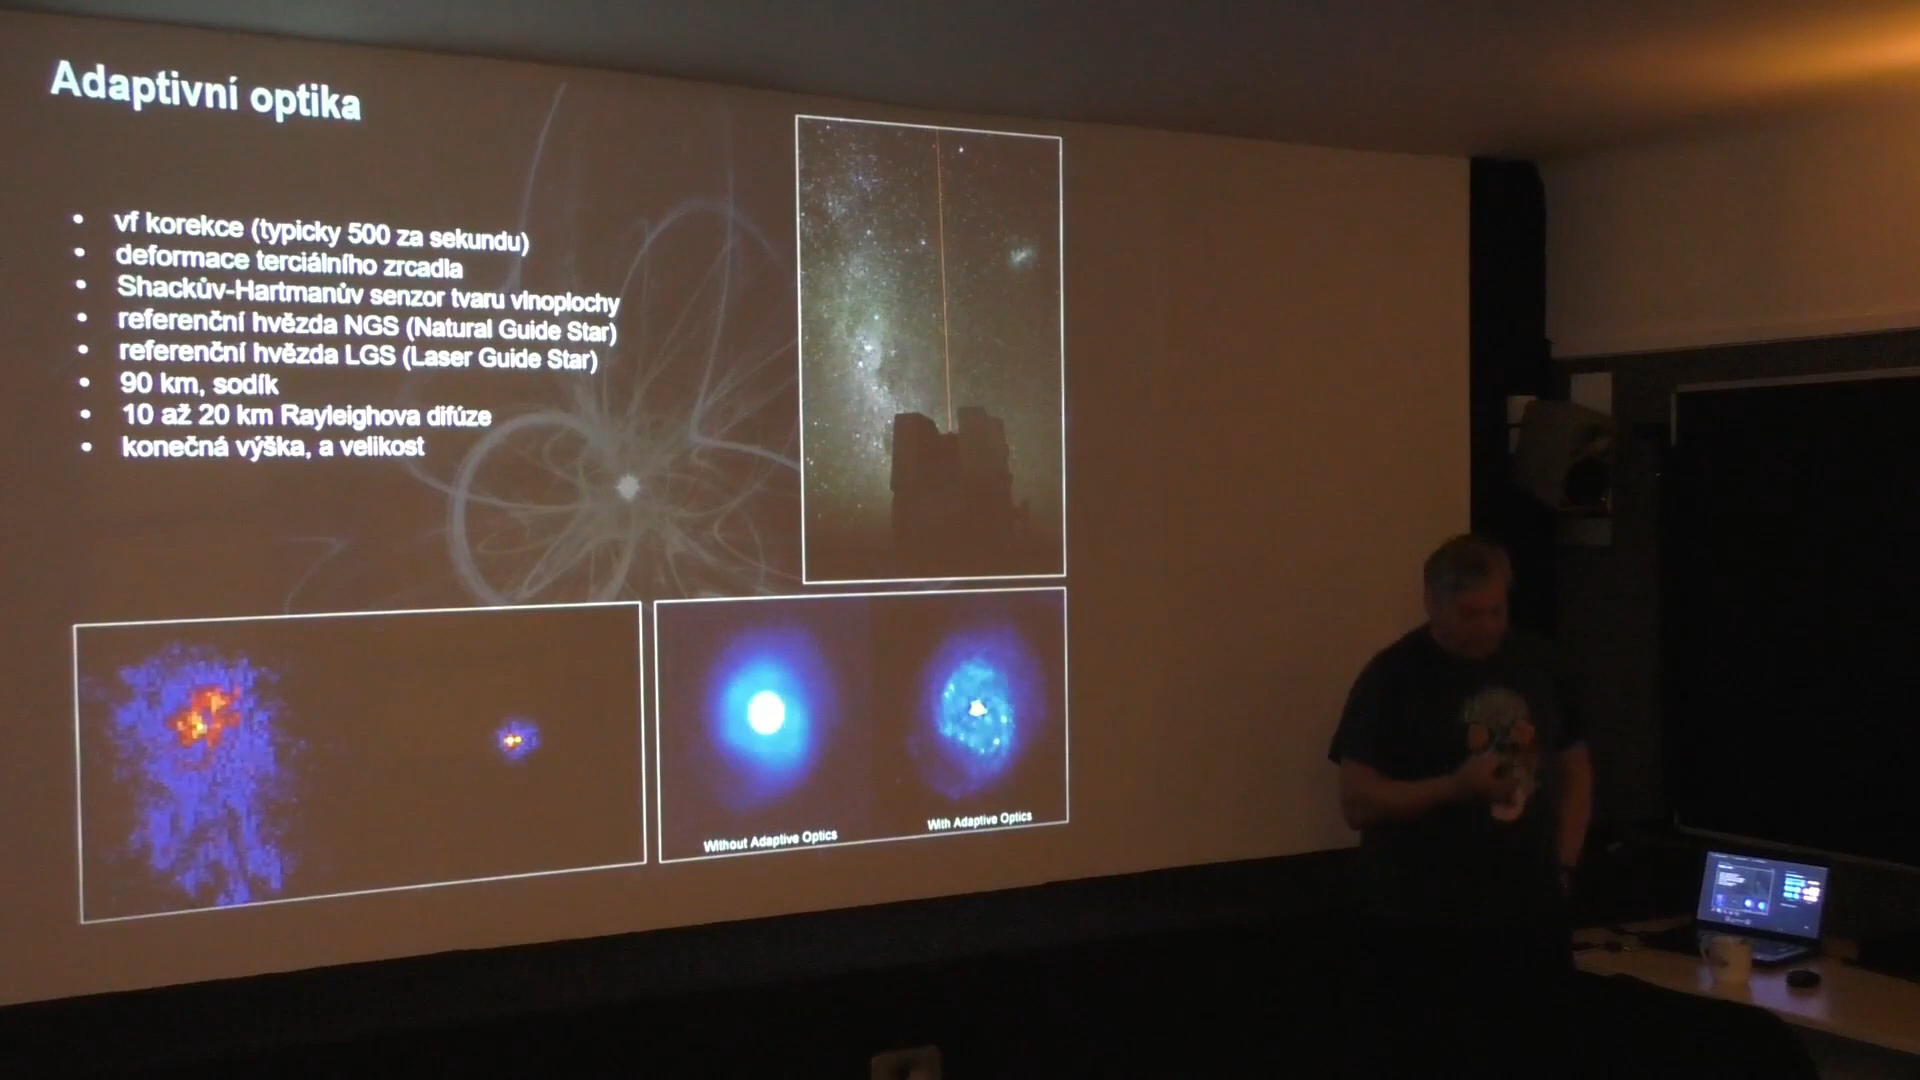 Adaptivní optika
• vf korekce (typicky 500 za sekundu)
• deformace terciálního zrcadla
• Shackův-Hartmanův senzor tvaru vlnoplochy
• referenční hvězda NGS (Natural Guide Star)
• referenční hvězda LGS (Laser Guide Star)
• 90 km, sodík
• 10 až 20 km Rayleighova difúze
• konečná výška, a velikost
Without Adaptive Optics
With Adaptive Optics